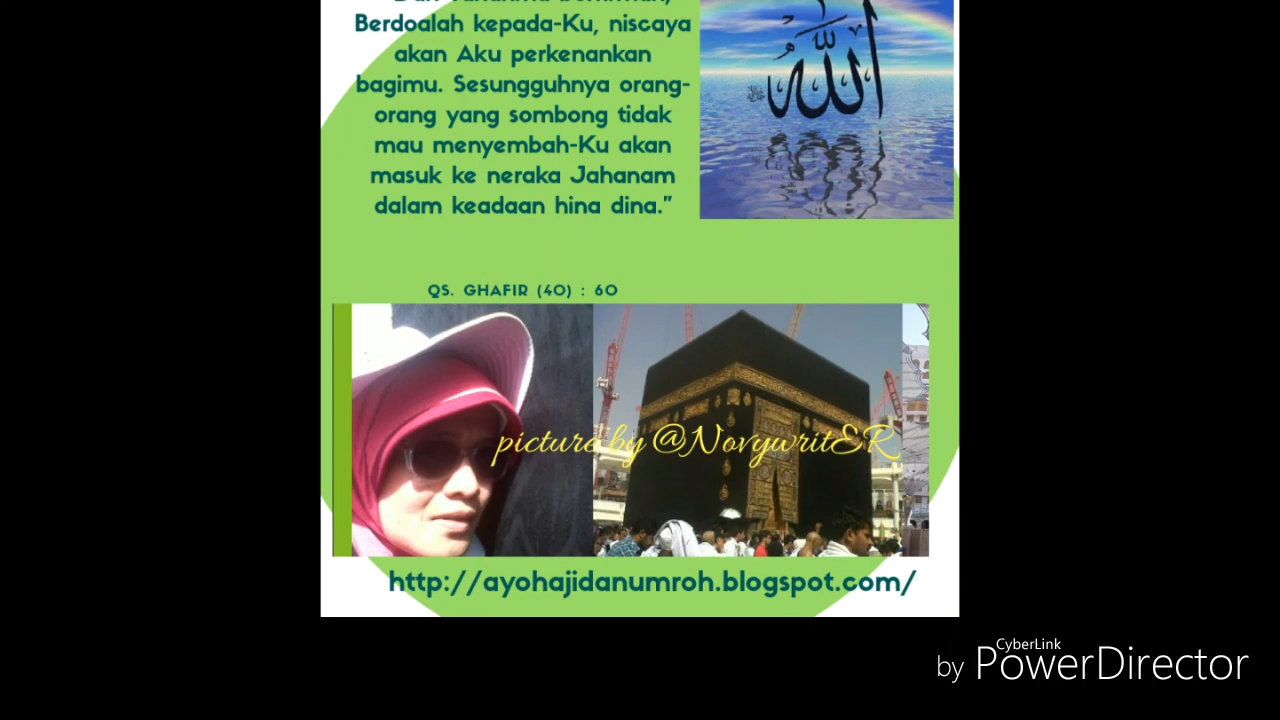 Berdoalah kepada-Ku, niscaya
akan Aku perkenankan
bagimu. Sesungguhnya orang-
orang yang sombong tidak
mau menyembah-Ku akan
masuk ke neraka Jahanam
dalam keadaan hina dina."
الله
QS. GHAFIR (40) : 60
picture by @NovywritER
http://ayohajidanumroh.blogspot.com/
CyberLink
by PowerDirector